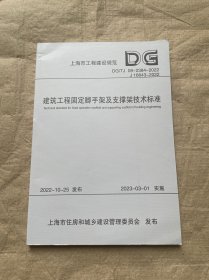 上海市工程建设规范
DG
DG/TJ 08-2384-2022
J 16643-2022
建筑工程固定脚手架及支撑架技术标准
2022-10-25 发布
2023-03-01 实施
上海市住房和城乡建设管理委员会 发布